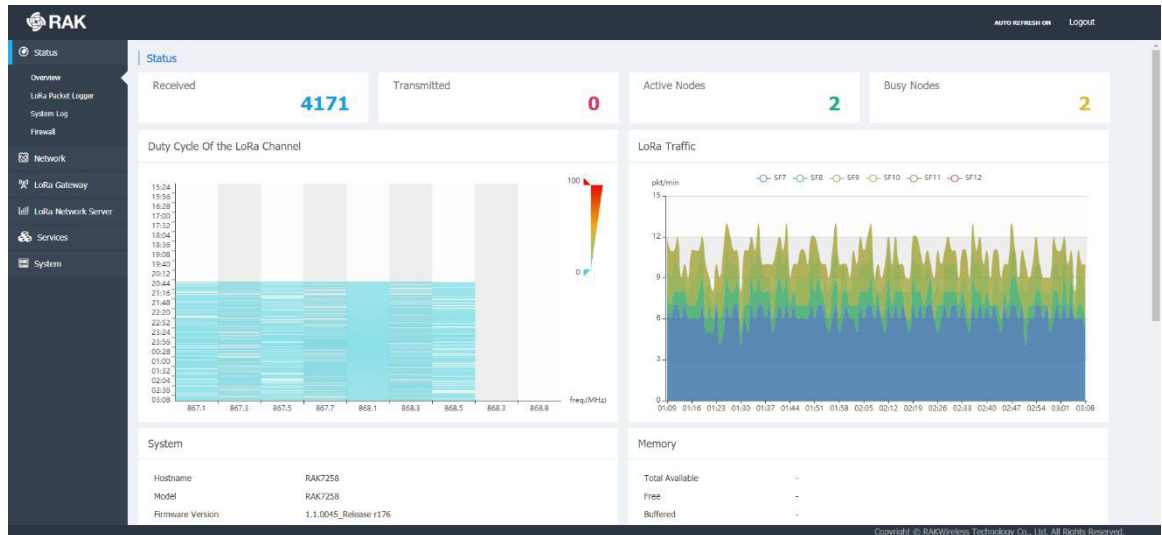 RAK
AUTO REFRESH ON Logout
Status
Overview
LoRa Packet Logger
System Log
Firewall
Network
LoRa Gateway
LoRa Network Server
Services
System
Status
Received
4171
Transmitted
0
Active Nodes
2
Busy Nodes
2
Duty Cycle Of the LoRa Channel
15:24
15:56
16:28
17:00
17:32
18:04
18:36
19:08
19:40
20:12
20:44
21:16
21:48
22:20
22:52
23:24
23:56
00:28
01:00
01:32
02:04
02:36
03:08
867.1 867.3 867.5 867.7 868.1 868.3 868.5 868.3 868.8 freq.(MHz)
100
0
LoRa Traffic
pkt/min
SF7 SF8 SF9 SF10 SF11 SF12
15
12
9
6
3
0
01:09 01:16 01:23 01:30 01:37 01:44 01:51 01:58 02:05 02:12 02:19 02:26 02:33 02:40 02:47 02:54 03:01 03:08
System
Hostname RAK7258
Model RAK7258
Firmware Version 1.1.0045_Release r176
Memory
Total Available -
Free -
Buffered -
Copyright © RAKWireless Technology Co., Ltd. All Rights Reserved.